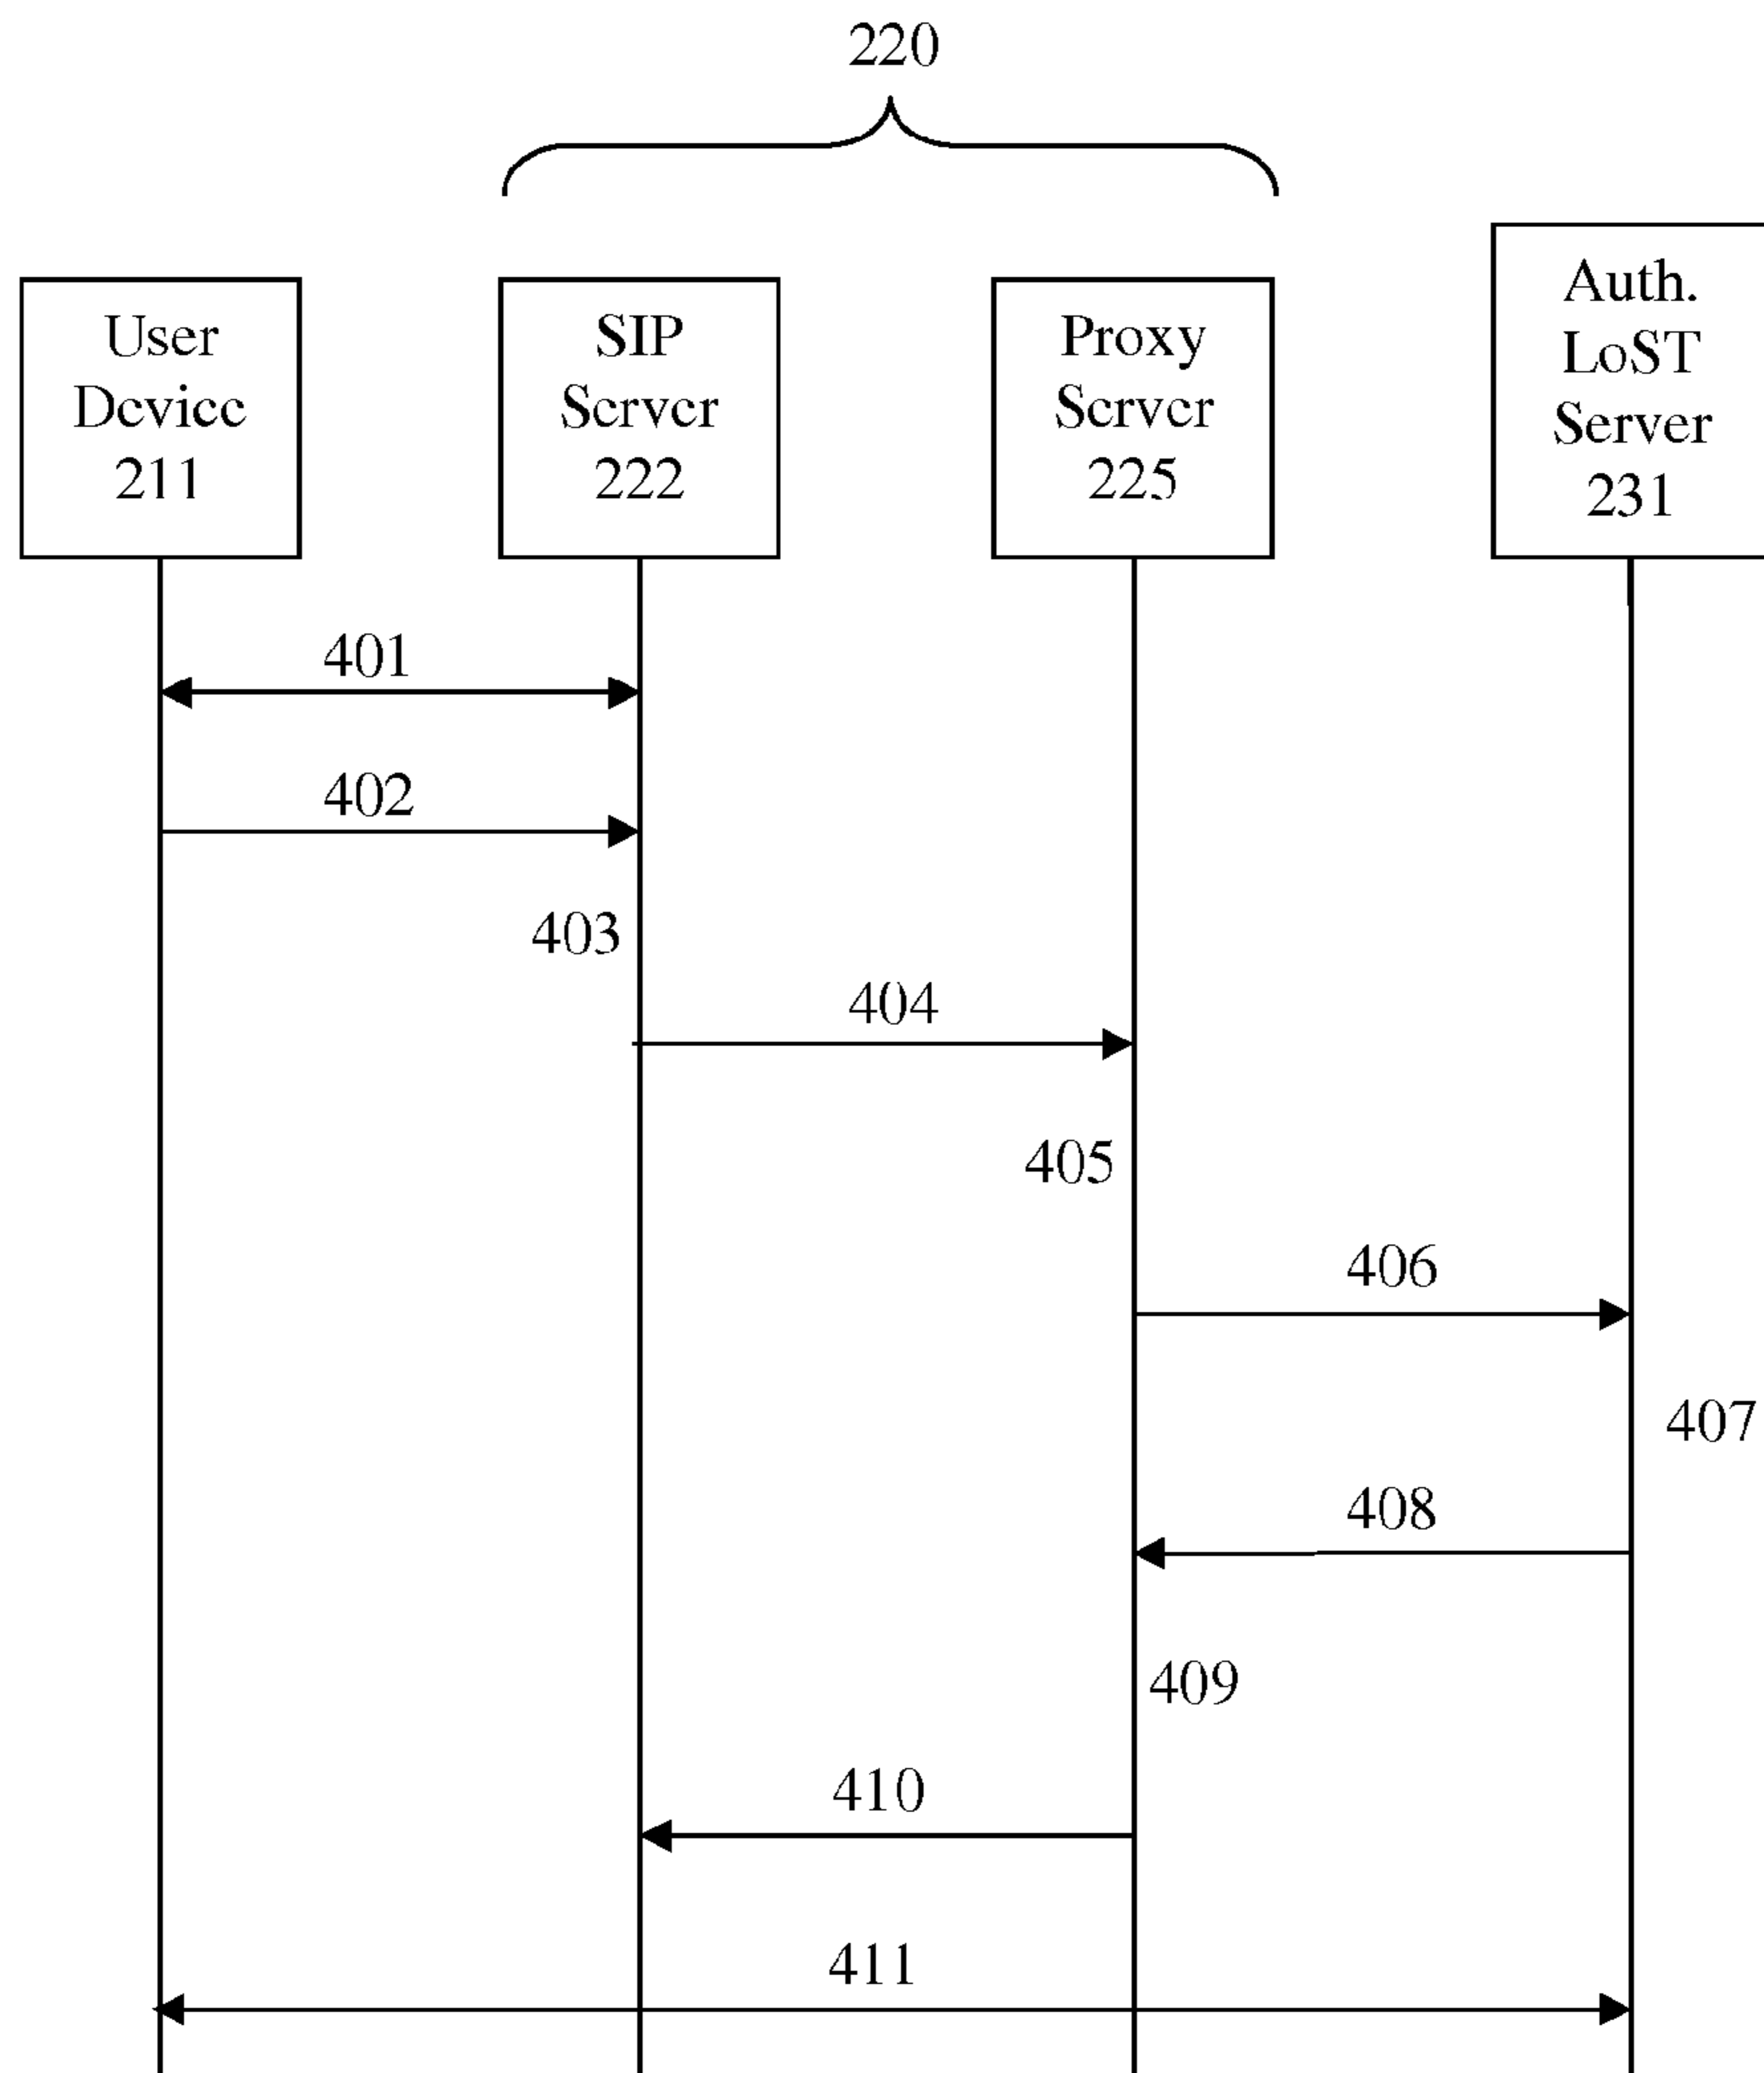 220
User
Device
211
SIP
Server
222
Proxy
Server
225
Auth.
LoST
Server
231
401
402
403
404
405
406
407
408
409
410
411